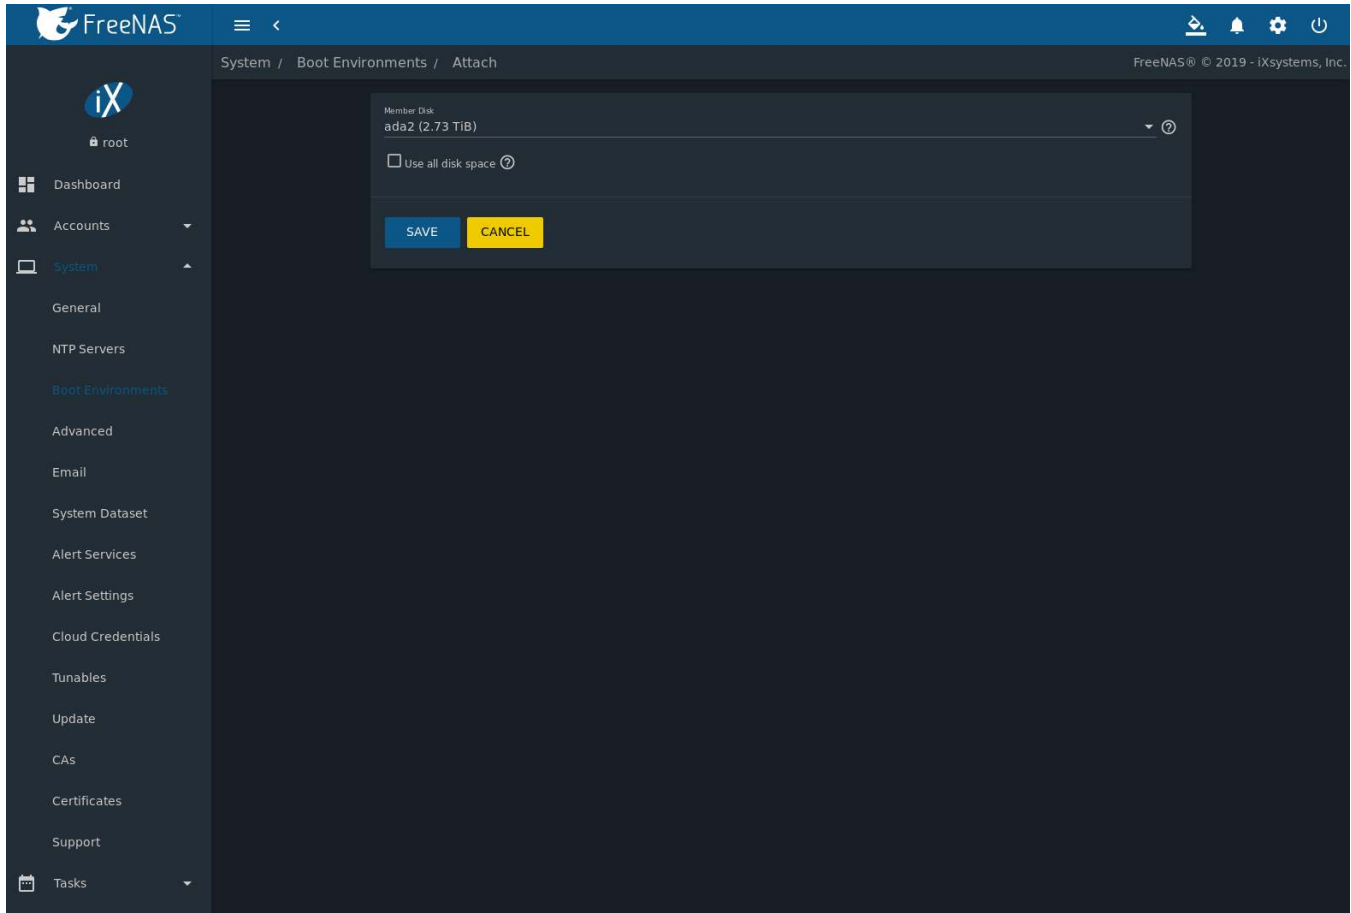 FreeNAS™
System / Boot Environments / Attach
FreeNAS® © 2019 - iXsystems, Inc.
iX
root
Dashboard
Accounts
System
General
NTP Servers
Boot Environments
Advanced
Email
System Dataset
Alert Services
Alert Settings
Cloud Credentials
Tunables
Update
CAs
Certificates
Support
Tasks
Member Disk
ada2 (2.73 TiB)
Use all disk space
SAVE
CANCEL